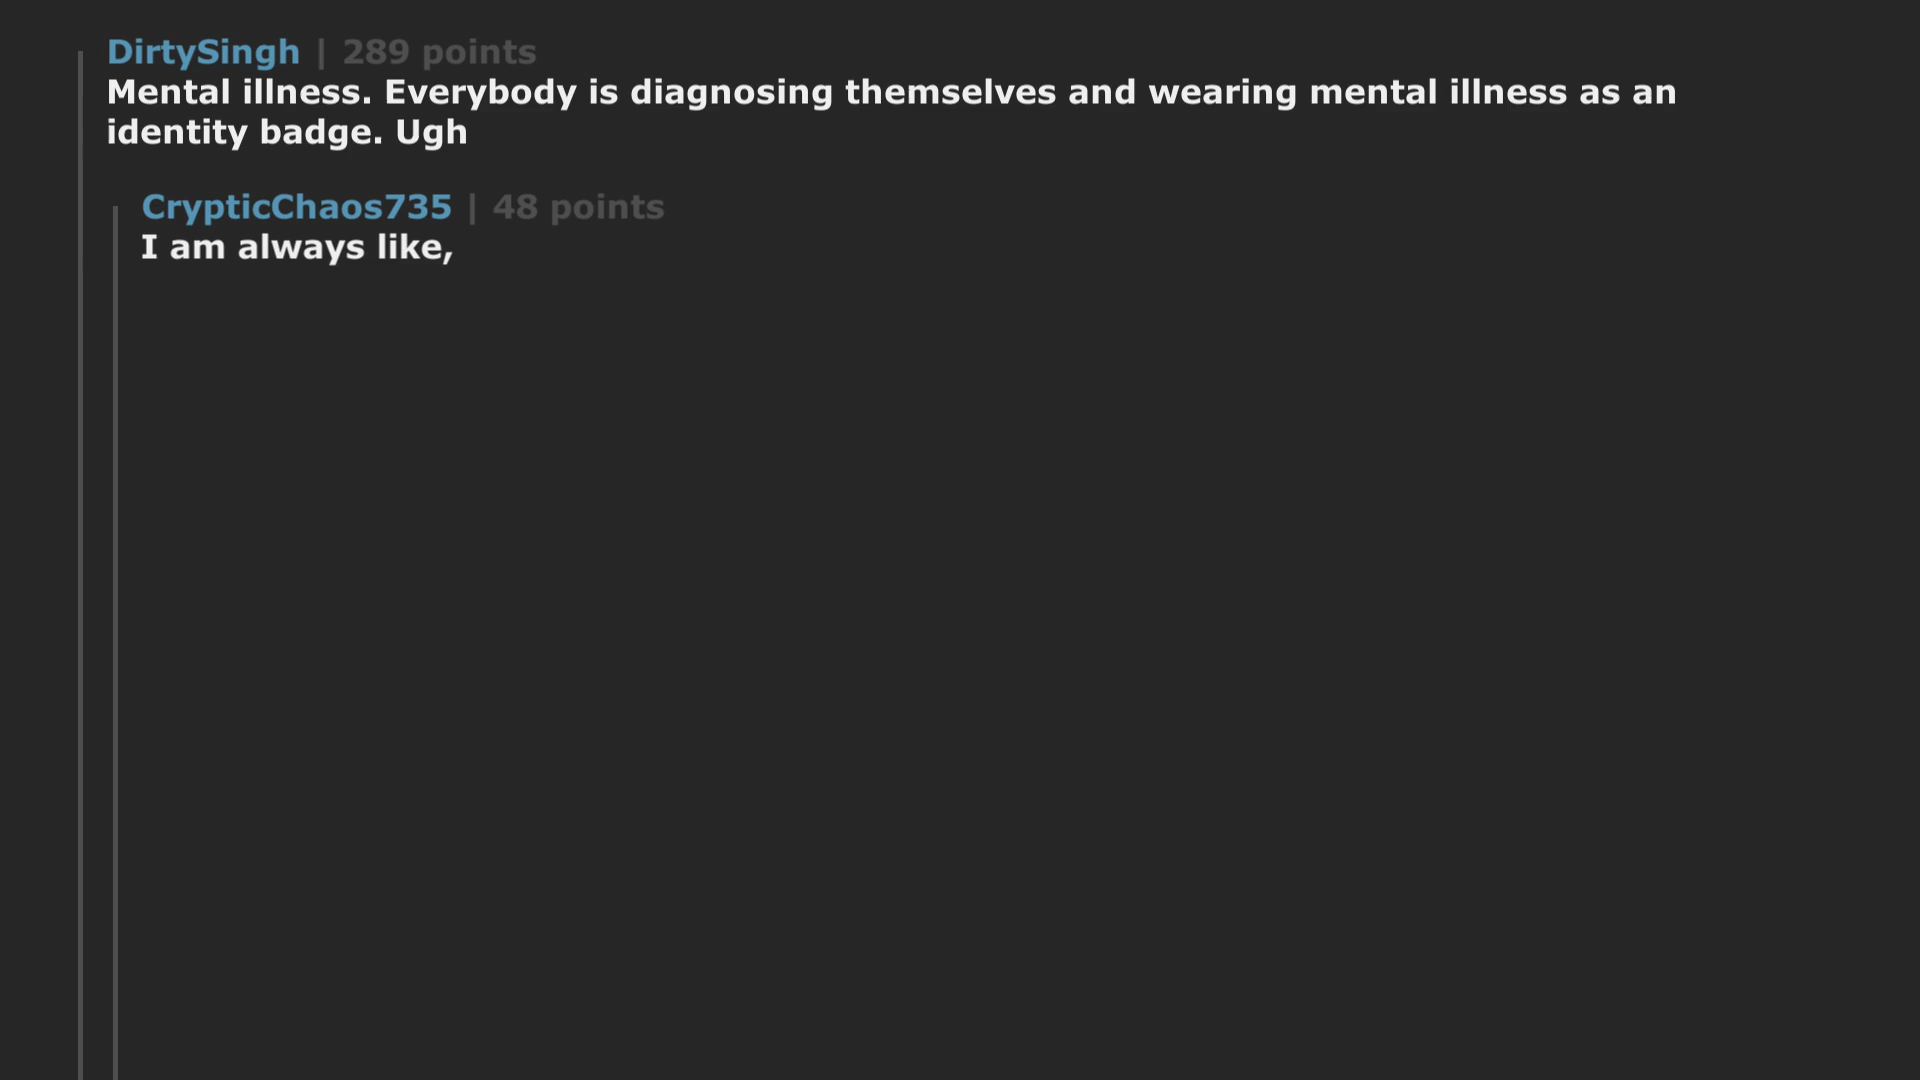 DirtySingh | 289 points
Mental illness. Everybody is diagnosing themselves and wearing mental illness as an
identity badge. Ugh
CrypticChaos735 | 48 points
I am always like,